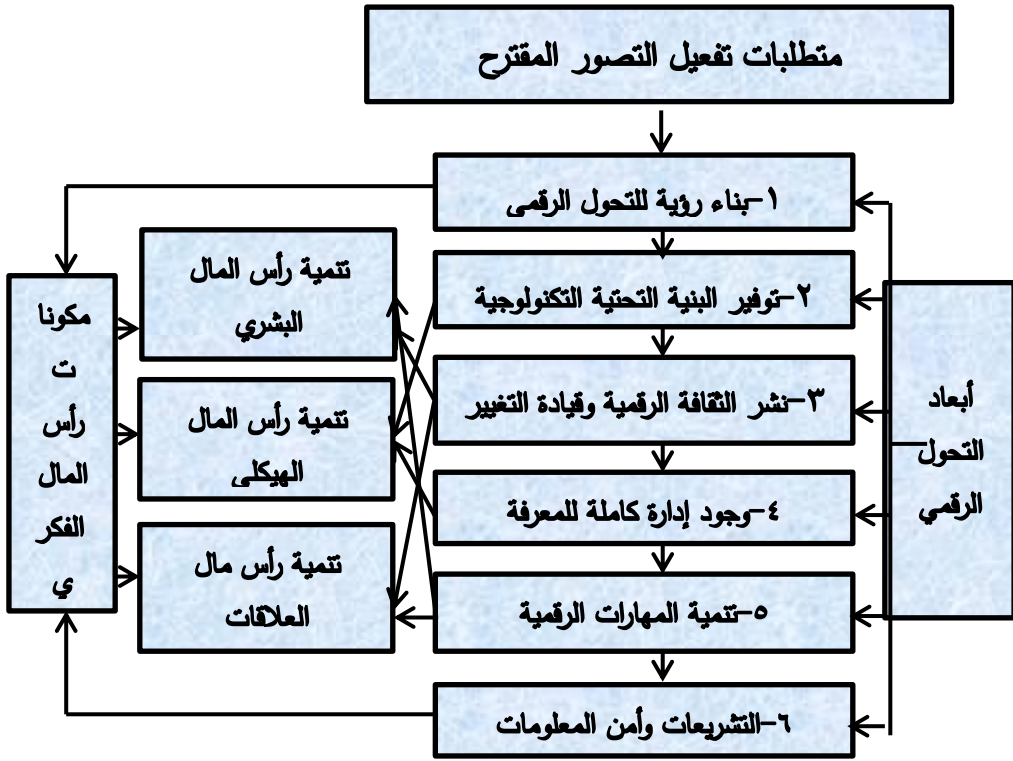 متطلبات تفعيل التصور المقترح
١-بناء رؤية للتحول الرقمى
٢-توفير البنية التحتية التكنولوجية
٣-نشر الثقافة الرقمية وقيادة التغيير
٤-وجود إدارة كاملة للمعرفة
٥-تنمية المهارات الرقمية
٦-التشريعات وأمن المعلومات
أبعاد
التحول
الرقمي
تنمية رأس المال
البشري
تنمية رأس المال
الهيكلى
تنمية رأس مال
العلاقات
مكونا
ت
رأس
المال
الفكر
ي